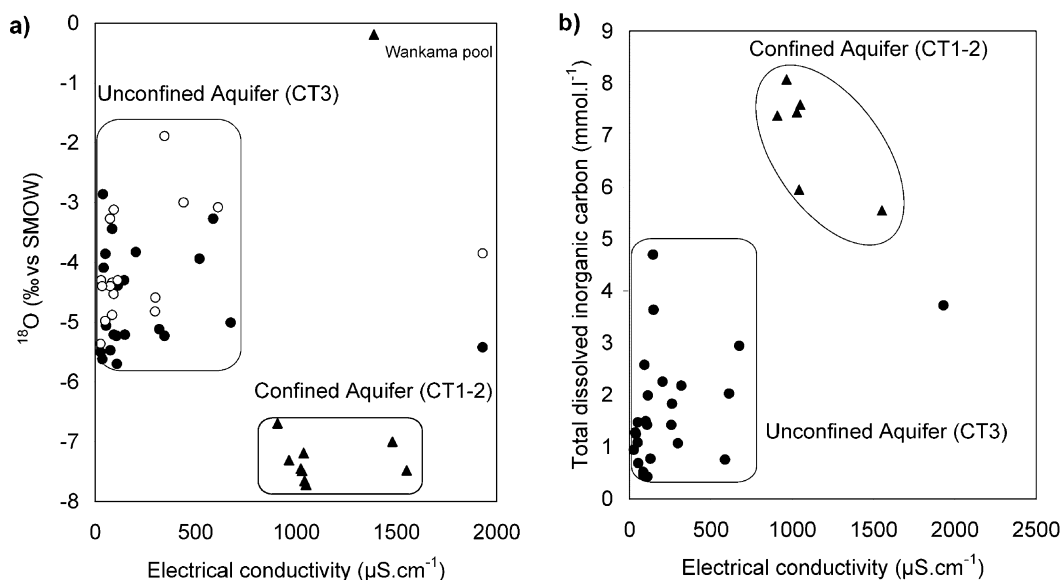 a)
0
-1
-2
-3
-4
-5
-6
-7
-8
¹⁸O (‰ vs SMOW)
Wankama pool
Unconfined Aquifer (CT3)
Confined Aquifer (CT1-2)
0 500 1000 1500 2000
Electrical conductivity (µS.cm⁻¹)
b)
9
8
7
6
5
4
3
2
1
0
Total dissolved inorganic carbon (mmol.l⁻¹)
Confined Aquifer (CT1-2)
Unconfined Aquifer (CT3)
0 500 1000 1500 2000 2500
Electrical conductivity (µS.cm⁻¹)